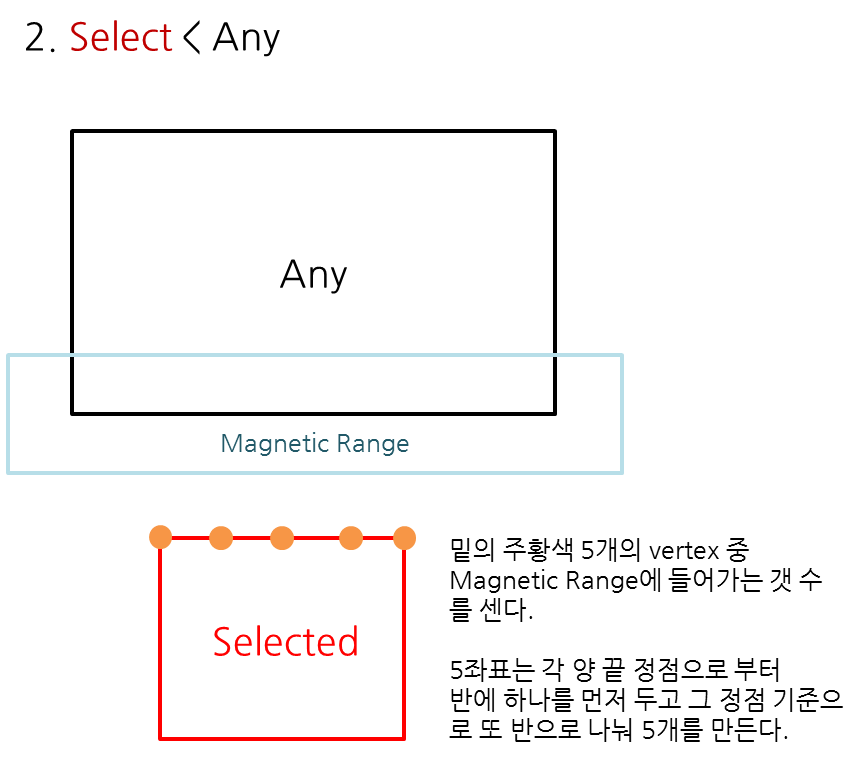 2. Select < Any
Any
Magnetic Range
Selected
밑의 주황색 5개의 vertex 중
Magnetic Range에 들어가는 갯 수
를 센다.
5좌표는 각 양 끝 정점으로 부터
반에 하나를 먼저 두고 그 정점 기준으
로 또 반으로 나눠 5개를 만든다.